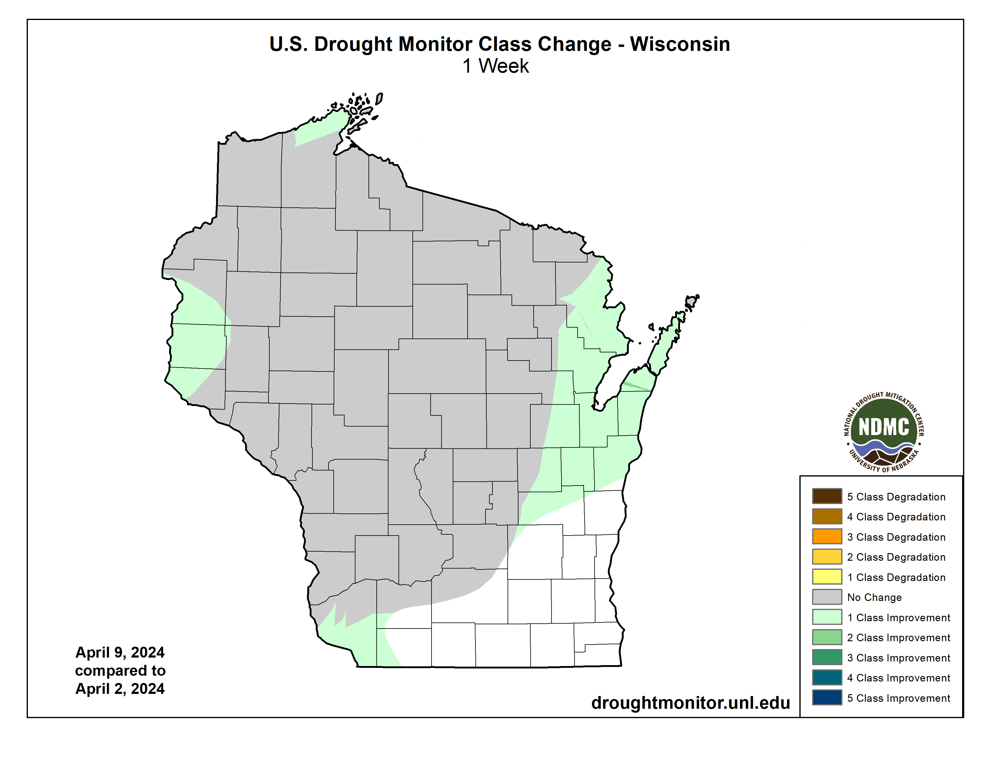 U.S. Drought Monitor Class Change - Wisconsin
1 Week
NATIONAL DROUGHT MITIGATION CENTER
NDMC
UNIVERSITY OF NEBRASKA
5 Class Degradation
4 Class Degradation
3 Class Degradation
2 Class Degradation
1 Class Degradation
No Change
1 Class Improvement
2 Class Improvement
3 Class Improvement
4 Class Improvement
5 Class Improvement
April 9, 2024
compared to
April 2, 2024
droughtmonitor.unl.edu